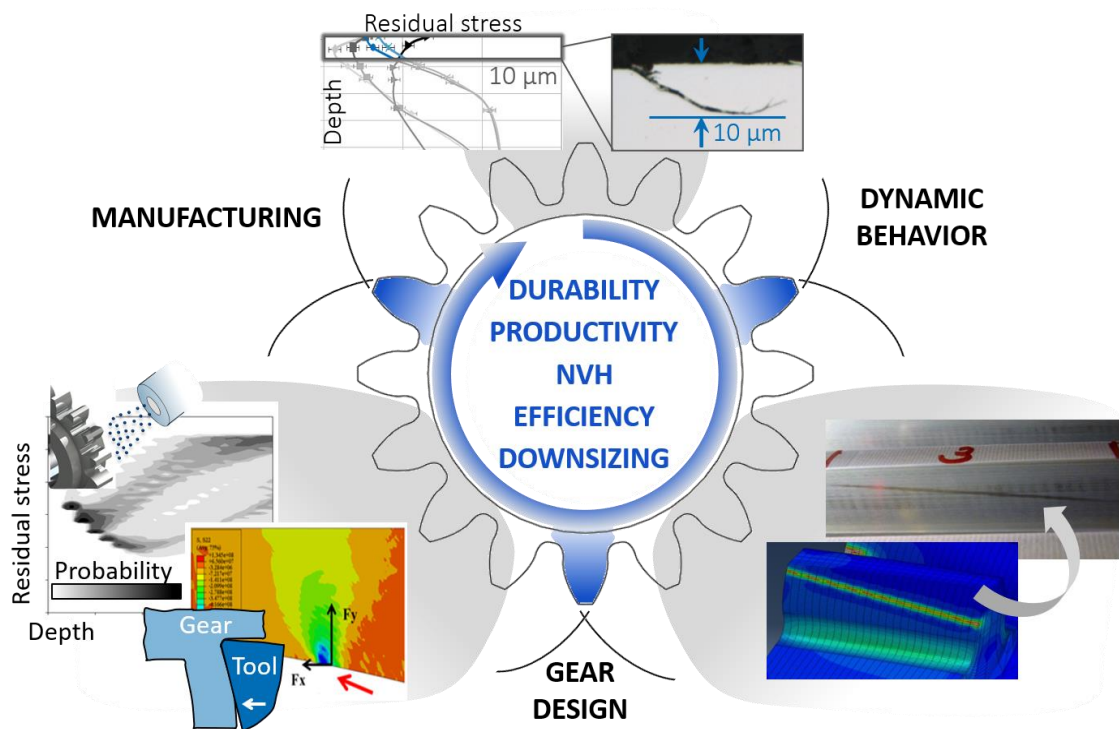 Residual stress
Depth
10 µm
10 µm
MANUFACTURING
DYNAMIC
BEHAVIOR
DURABILITY
PRODUCTIVITY
NVH
EFFICIENCY
DOWNSIZING
Residual stress
Probability
Depth
Gear
Tool
Fy
Fx
3
GEAR
DESIGN